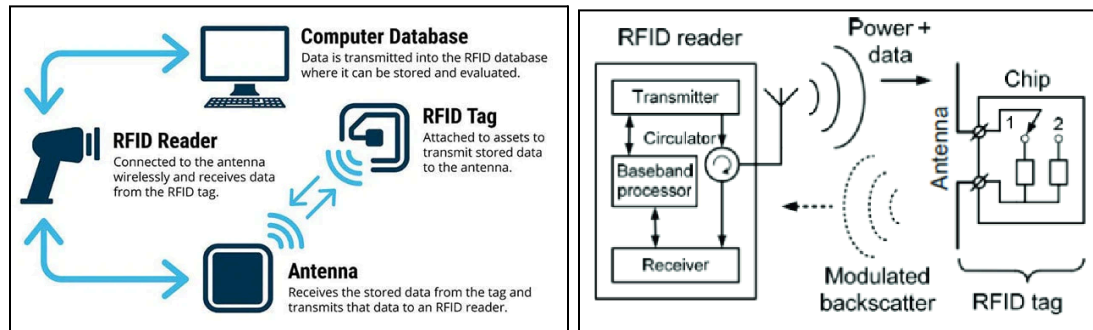 Computer Database
Data is transmitted into the RFID database
where it can be stored and evaluated.
RFID Tag
Attached to assets to
transmit stored data
to the antenna.
RFID Reader
Connected to the antenna
wirelessly and receives data
from the RFID tag.
Antenna
Receives the stored data from the tag and
transmits that data to an RFID reader.
RFID reader
Transmitter
Circulator
Baseband
processor
Receiver
Power +
data
Modulated
backscatter
Antenna
Chip
1
2
RFID tag